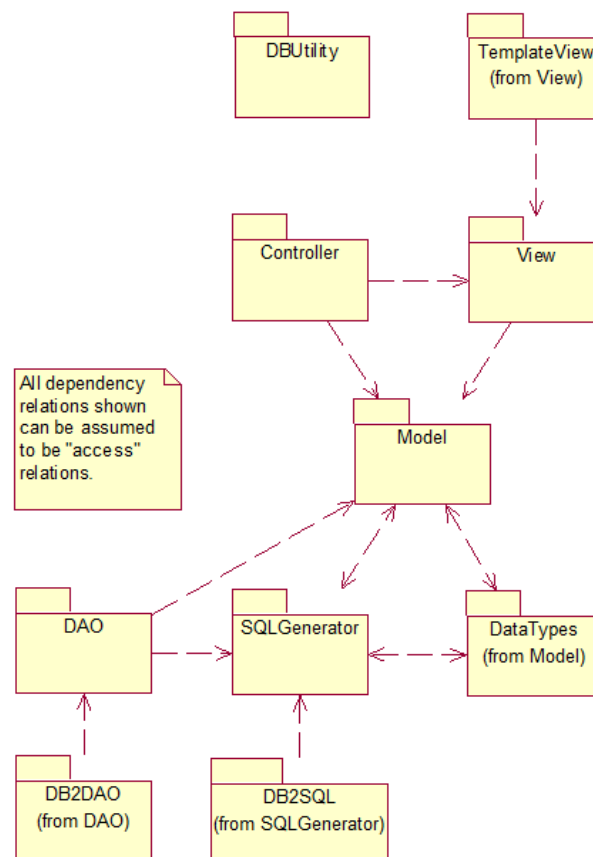 DBUtility
TemplateView
(from View)
Controller
View
All dependency
relations shown
can be assumed
to be "access"
relations.
Model
DAO
SQLGenerator
DataTypes
(from Model)
DB2DAO
(from DAO)
DB2SQL
(from SQLGenerator)